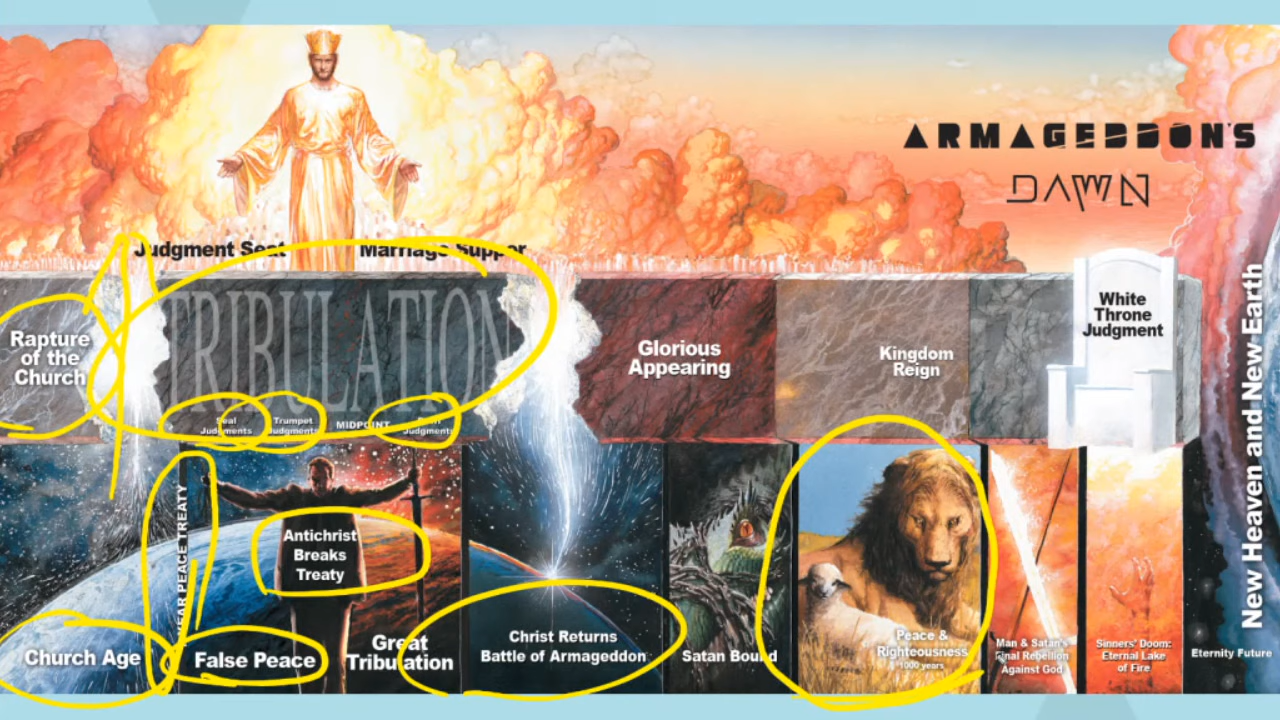 ARMAGEDDON'S
DAWN
Judgment Seat
Marriage Supper
Rapture
of the
Church
TRIBULATION
Seal
Judgments
Trumpet
Judgments
MIDPOINT
Judgments
Glorious
Appearing
Kingdom
Reign
White
Throne
Judgment
New Heaven and New Earth
Church Age
PEACE TREATY
False Peace
Antichrist
Breaks
Treaty
Great
Tribulation
Christ Returns
Battle of Armageddon
Satan Bound
Peace &
Righteousness
1000 years
Man & Satan's
Final Rebellion
Against God
Sinners' Doom:
Eternal Lake
of Fire
Eternity Future